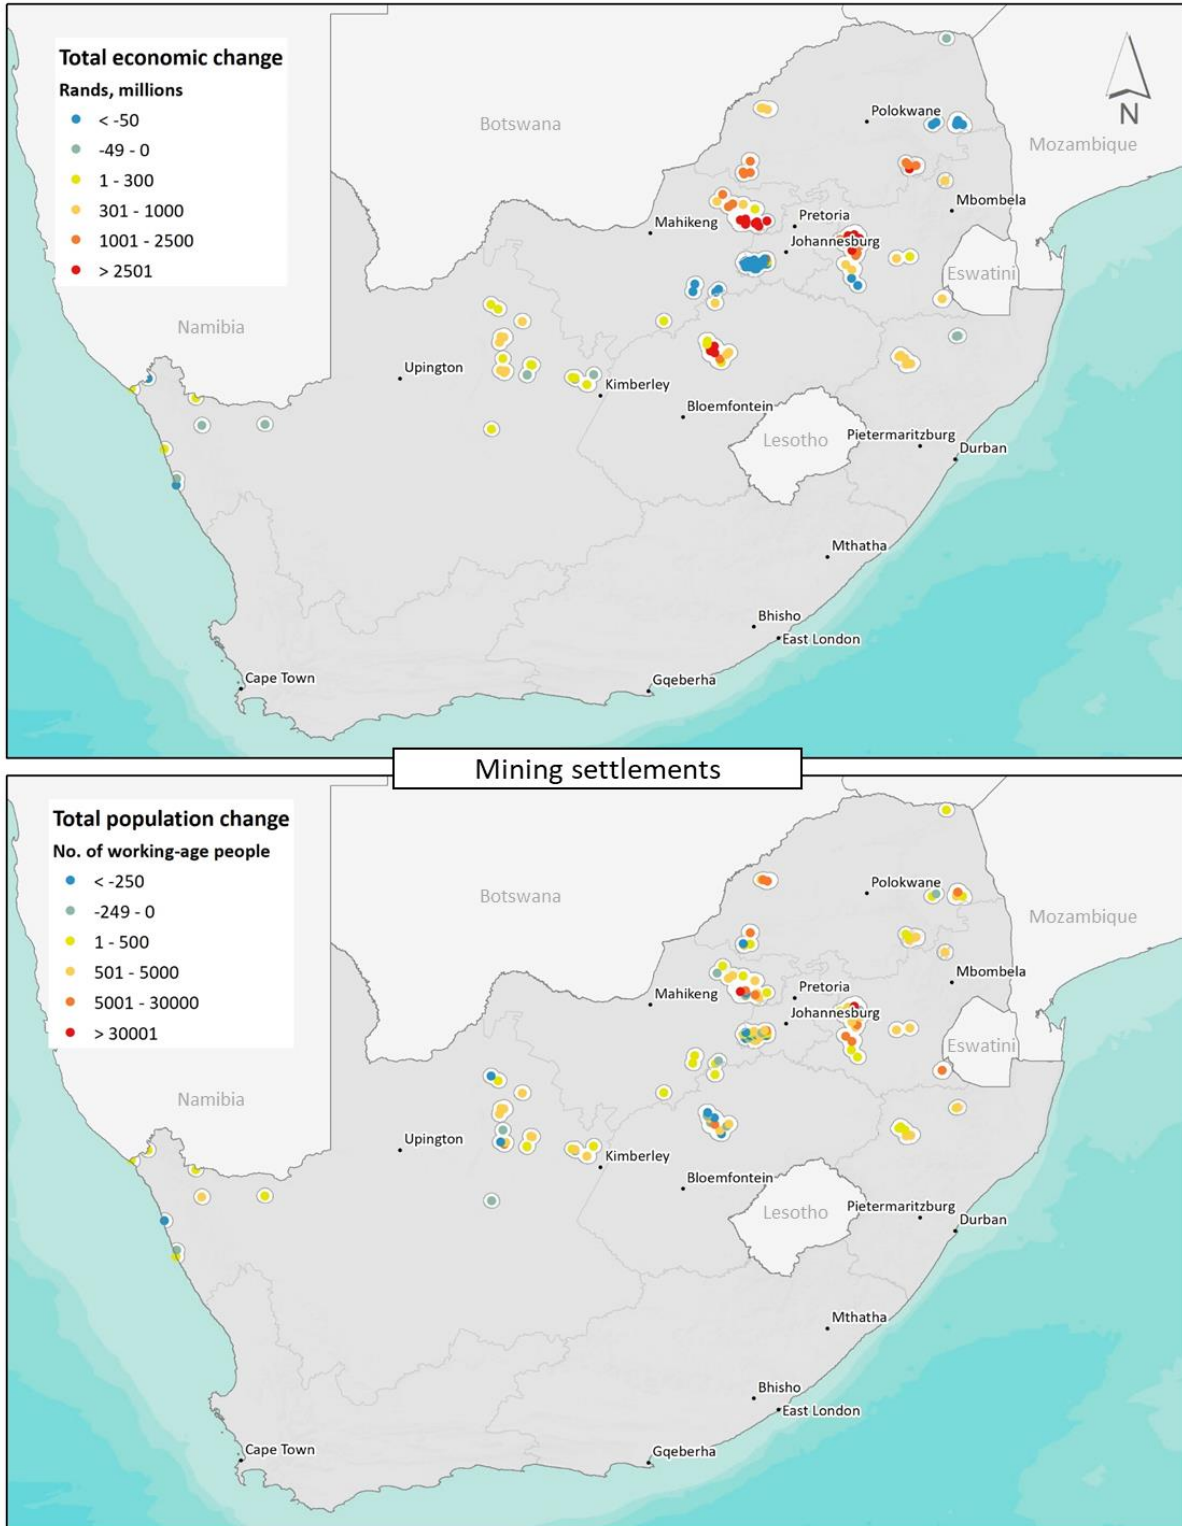 Total economic change
Rands, millions
< -50
-49 - 0
1 - 300
301 - 1000
1001 - 2500
> 2501
N
Botswana
Polokwane
Mozambique
Mbombela
Pretoria
Mahikeng
Johannesburg
Eswatini
Namibia
Upington
Kimberley
Bloemfontein
Lesotho
Pietermaritzburg
Durban
Mthatha
Bhisho
East London
Cape Town
Gqeberha
Mining settlements
Total population change
No. of working-age people
< -250
-249 - 0
1 - 500
501 - 5000
5001 - 30000
> 30001
Botswana
Polokwane
Mozambique
Mbombela
Pretoria
Mahikeng
Johannesburg
Eswatini
Namibia
Upington
Kimberley
Bloemfontein
Lesotho
Pietermaritzburg
Durban
Mthatha
Bhisho
East London
Cape Town
Gqeberha